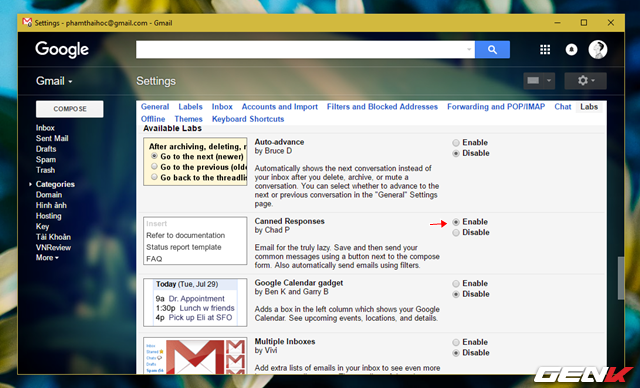 Settings - phamthaihoc@gmail.com - Gmail
Google
Gmail
Settings
COMPOSE
Inbox
Sent Mail
Drafts
Spam
Trash
Categories
Domain
Hình ảnh
Hosting
Key
Tài Khoản
VNReview
More
General Labels Inbox Accounts and Import Filters and Blocked Addresses Forwarding and POP/IMAP Chat Labs
Offline Themes Keyboard Shortcuts
Available Labs
After archiving, deleting, r
Go to the next (newer)
Go to the previous (olde
Go back to the threadlis
Auto-advance
by Bruce D
Automatically shows the next conversation instead of
your inbox after you delete, archive, or mute a
conversation. You can select whether to advance to the
next or previous conversation in the "General" Settings
page.
Enable
Disable
Insert
Refer to documentation
Status report template
FAQ
Canned Responses
by Chad P
Email for the truly lazy. Save and then send your
common messages using a button next to the compose
form. Also automatically send emails using filters.
Enable
Disable
Today (Tue, Jul 29)
9a Dr. Appointment
1:30p Lunch w friends
4p Pick up Eli at SFO
Google Calendar gadget
by Ben K and Garry B
Adds a box in the left column which shows your Google
Calendar. See upcoming events, locations, and details.
Enable
Disable
Inbox
Starred
Chats
Drafts
Spam (5)
Multiple Inboxes
by Vivi
Add extra lists of emails in your inbox to see even more
Enable
Disable
GENK